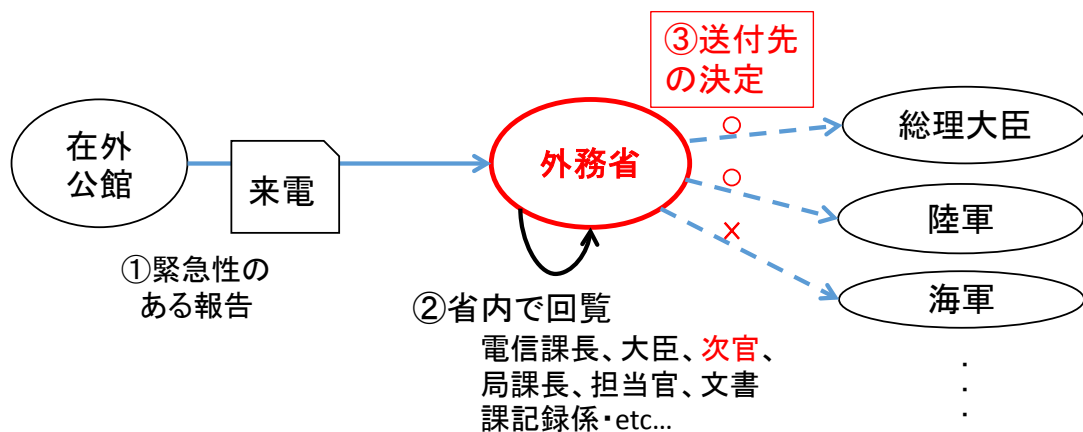 ③送付先
の決定
在外
公館
来電
外務省
○
○
×
総理大臣
陸軍
海軍
①緊急性の
ある報告
②省内で回覧
電信課長、大臣、次官、
局課長、担当官、文書
課記録係・etc…
・
・
・